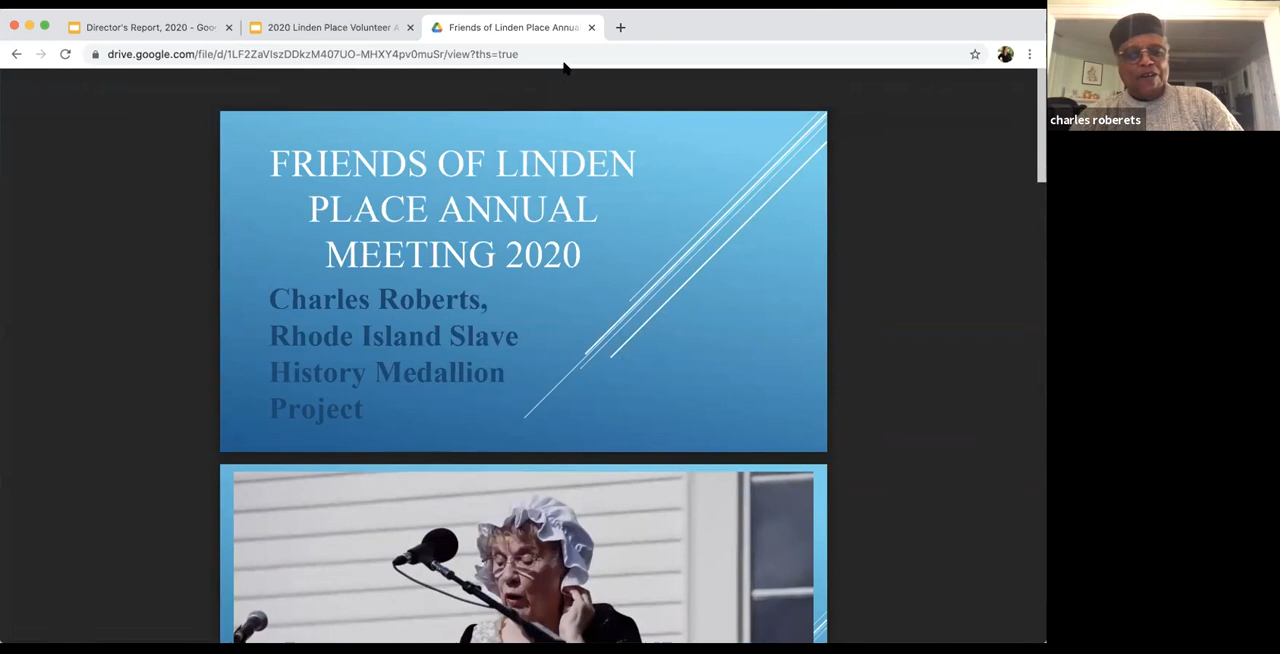 Director's Report, 2020 - Goo
2020 Linden Place Volunteer A
Friends of Linden Place Annua
drive.google.com/file/d/1LF2ZaVIszDDkzM407UO-MHXY4pv0muSr/view?ths=true
charles roberets
FRIENDS OF LINDEN
PLACE ANNUAL
MEETING 2020
Charles Roberts,
Rhode Island Slave
History Medallion
Project